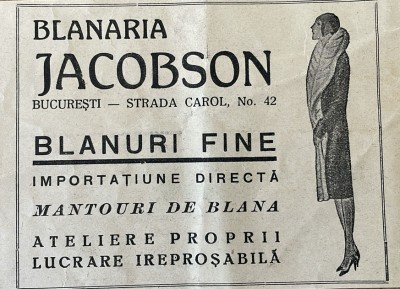 BLANARIA
JACOBSON
BUCUREȘTI — STRADA CAROL, No. 42
BLANURI FINE
IMPORTAȚIUNE DIRECTĂ
MANTOURI DE BLANA
ATELIERE PROPRII
LUCRARE IREPROȘABILĂ